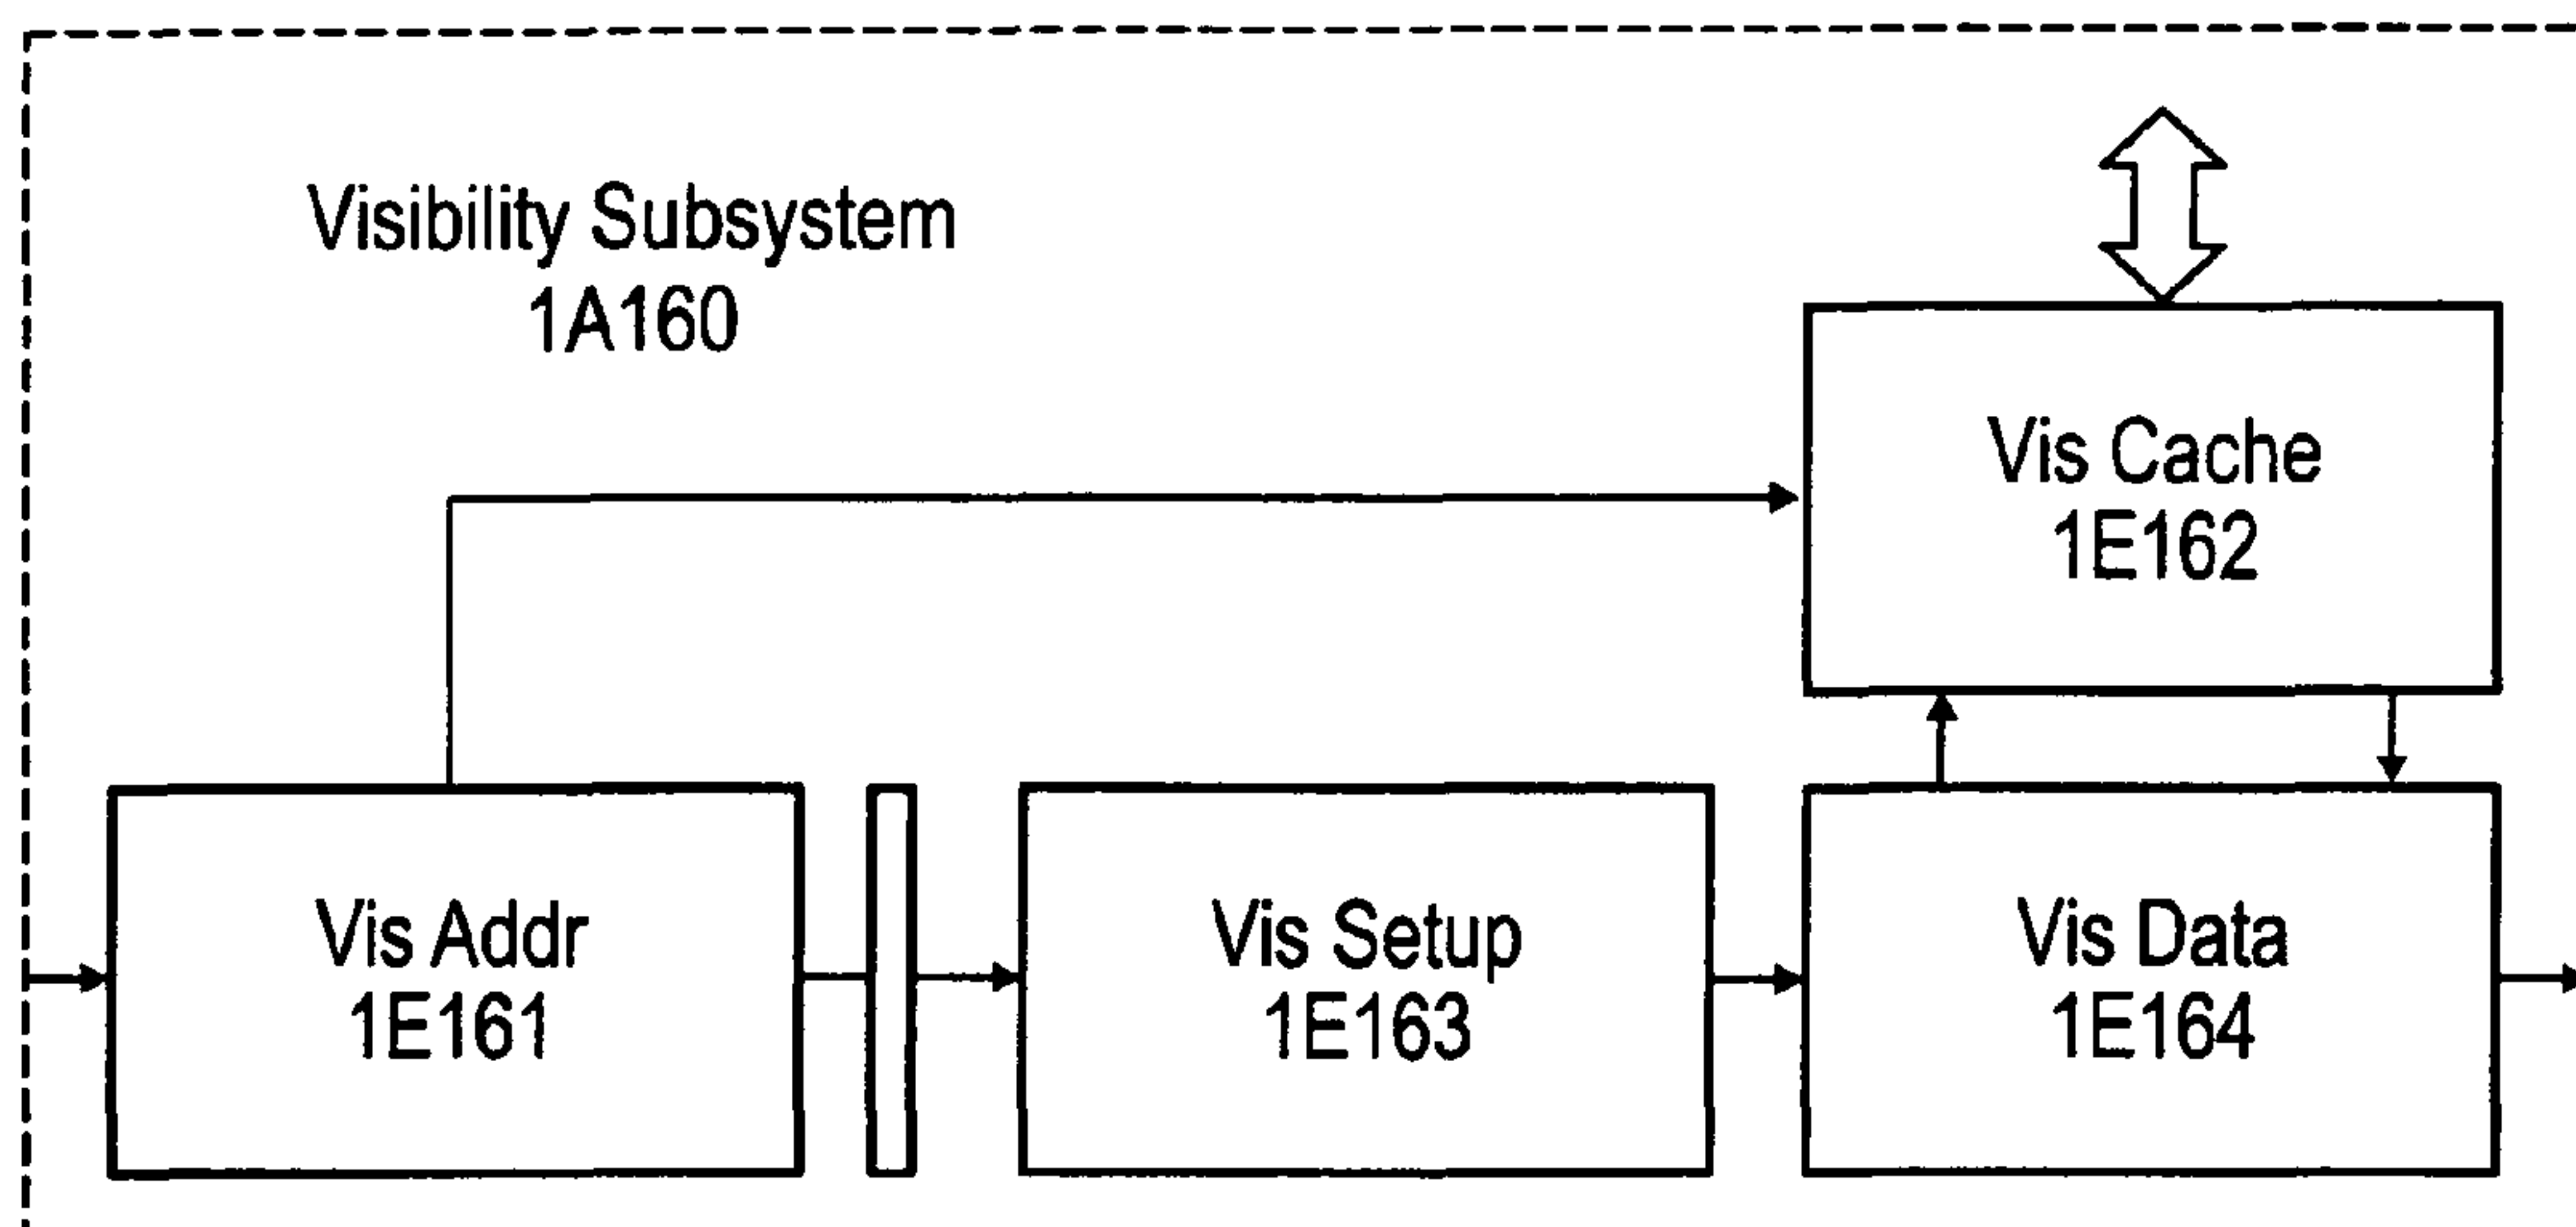 Visibility Subsystem
1A160
Vis Cache
1E162
Vis Addr
1E161
Vis Setup
1E163
Vis Data
1E164